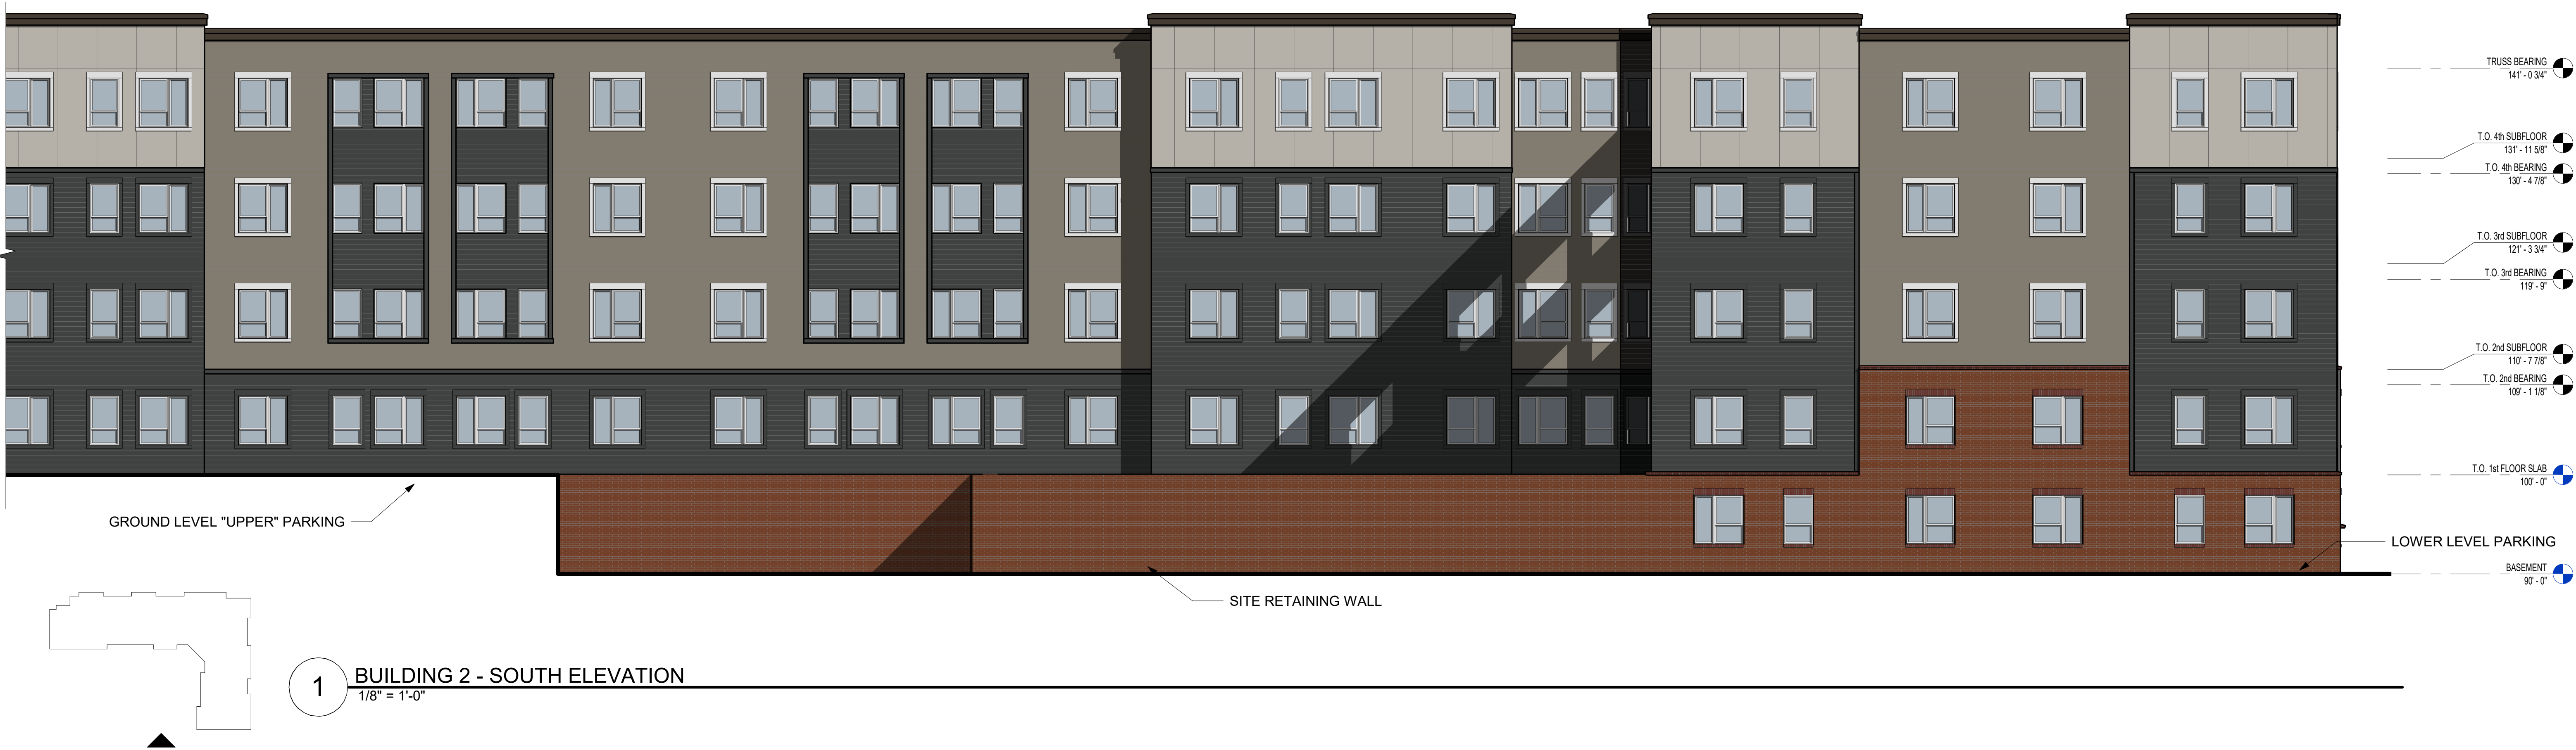 TRUSS BEARING
141' - 0 3/4"
T.O. 4th SUBFLOOR
131' - 11 5/8"
T.O. 4th BEARING
130' - 4 7/8"
T.O. 3rd SUBFLOOR
121' - 3 3/4"
T.O. 3rd BEARING
119' - 9"
T.O. 2nd SUBFLOOR
110' - 7 7/8"
T.O. 2nd BEARING
109' - 1 1/8"
T.O. 1st FLOOR SLAB
100' - 0"
GROUND LEVEL "UPPER" PARKING
LOWER LEVEL PARKING
BASEMENT
90' - 0"
SITE RETAINING WALL
1
BUILDING 2 - SOUTH ELEVATION
1/8" = 1'-0"